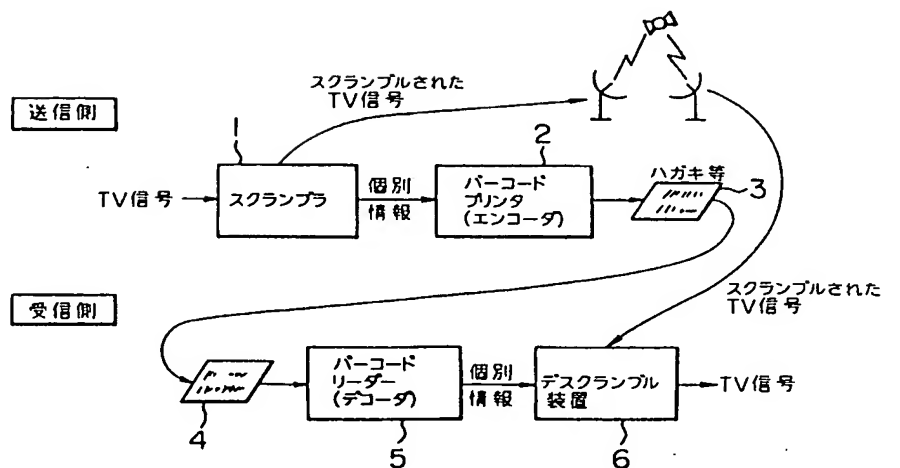 スクランブルされた
TV信号
送信側
1
2
ハガキ等
3
TV信号
スクランブラ
個別
情報
バーコード
プリンタ
(エンコーダ)
受信側
スクランブルされた
TV信号
バーコード
リーダー
(デコーダ)
個別
情報
デスクランブル
装置
TV信号
4
5
6